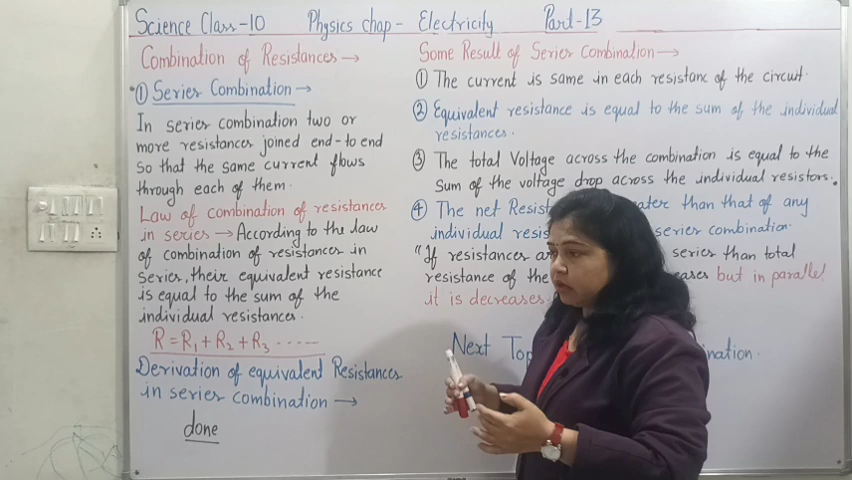 Science Class-10 Physics chap- Electricity Part-13
Combination of Resistances →
① Series Combination →
In series combination two or
more resistances joined end-to end
so that the same current flows
through each of them.
Law of combination of resistances
in series → According to the law
of combination of resistances in
series, their equivalent resistance
is equal to the sum of the
individual resistances.
R = R₁ + R₂ + R₃ ......
Derivation of equivalent Resistances
in series combination →
done
Some Result of Series Combination →
① The current is same in each resistanc of the circuit.
② Equivalent resistance is equal to the sum of the individual
resistances.
③ The total Voltage across the combination is equal to the
Sum of the voltage drop across the individual resistors.
④ The net than that of any
individual series combination.
"If resistances series than total
resistance of the but in parallel
it is decreases.
Next